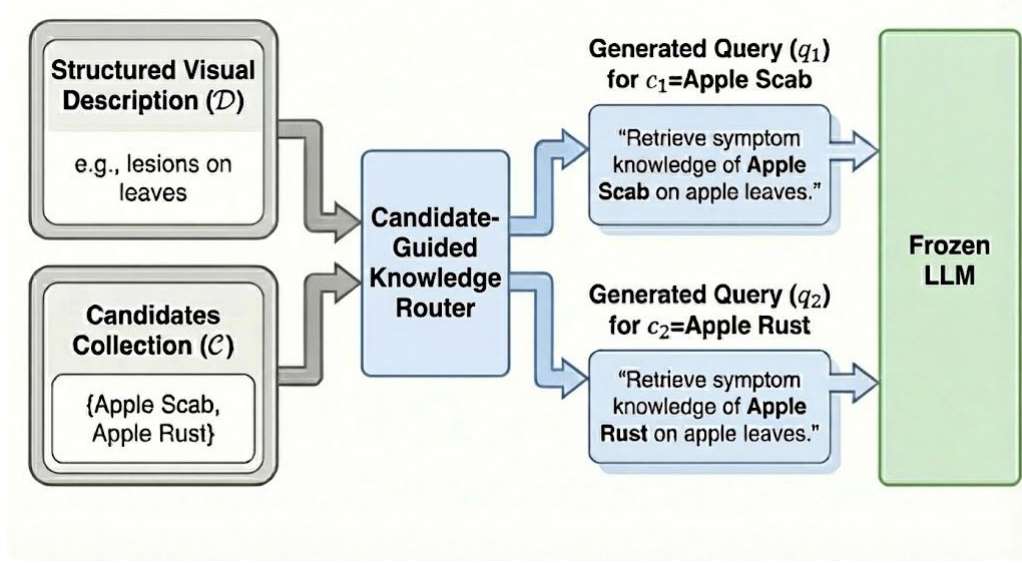 Structured Visual
Description (𝒟)
e.g., lesions on
leaves
Candidates
Collection (𝒞)
{Apple Scab,
Apple Rust}
Candidate-
Guided
Knowledge
Router
Generated Query (q₁)
for c₁=Apple Scab
“Retrieve symptom
knowledge of Apple
Scab on apple leaves.”
Generated Query (q₂)
for c₂=Apple Rust
“Retrieve symptom
knowledge of Apple
Rust on apple leaves.”
Frozen
LLM